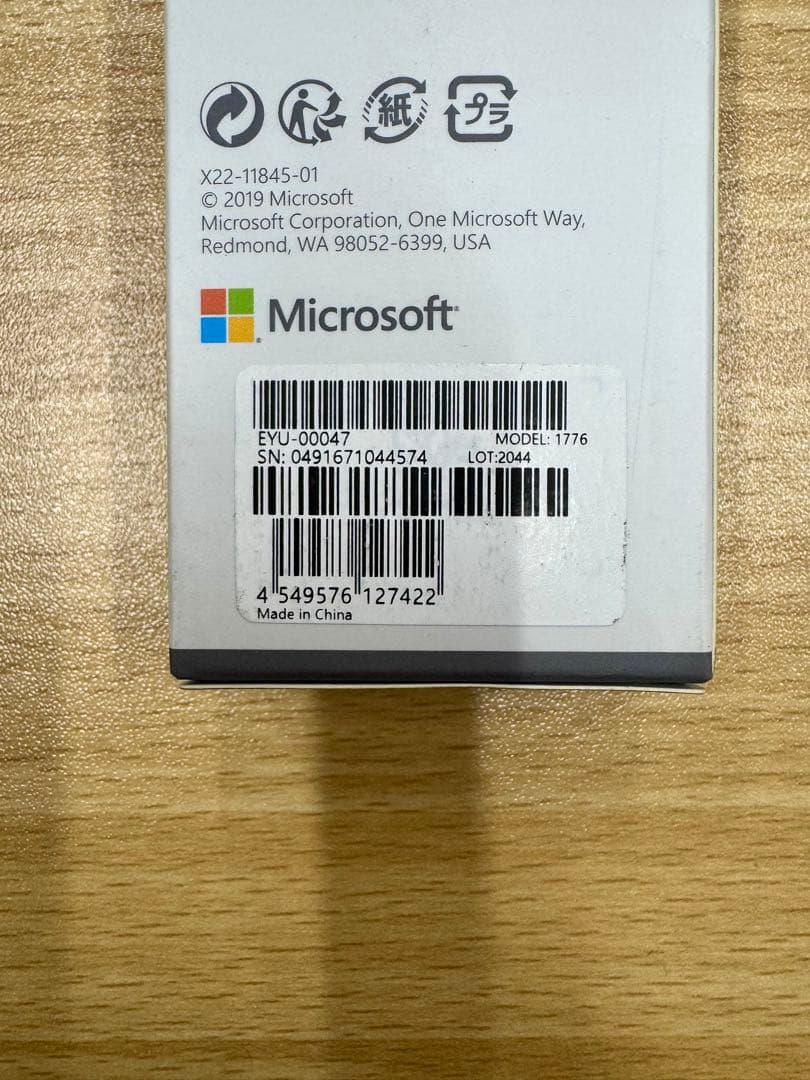 紙 プラ
X22-11845-01
© 2019 Microsoft
Microsoft Corporation, One Microsoft Way,
Redmond, WA 98052-6399, USA
Microsoft
EYU-00047 MODEL: 1776
SN: 0491671044574 LOT:2044
4 549576 127422
Made in China